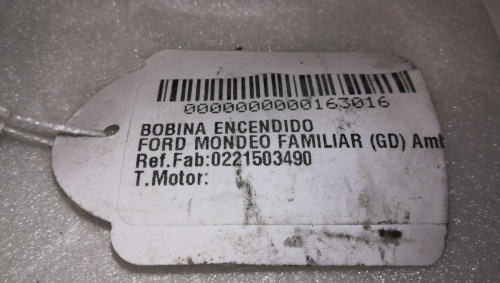 0000000000163016
BOBINA ENCENDIDO
FORD MONDEO FAMILIAR (GD) Amb
Ref.Fab:0221503490
T.Motor: